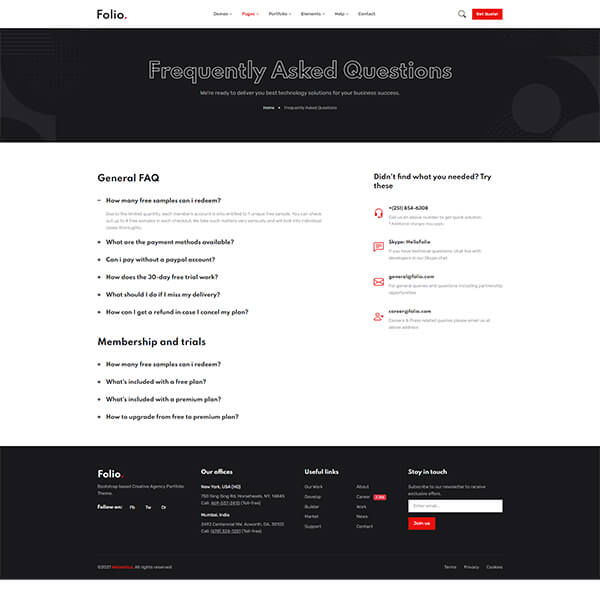 Folio.
Demos Pages Portfolio Elements Help Contact
Get Quote!
Frequently Asked Questions
We're ready to deliver you best technology solutions for your business success.
Home Frequently Asked Questions
General FAQ
How many free samples can i redeem?
Due to the limited quantity, each member's account is only entitled to 1 unique free sample. You can check
out up to 4 free samples in each checkout. We take such matters very seriously and will look into individual
cases thoroughly.
What are the payment methods available?
Can i pay without a paypal account?
How does the 30-day free trial work?
What should I do if I miss my delivery?
How can I get a refund in case I cancel my plan?
Membership and trials
How many free samples can i redeem?
What's included with a free plan?
What's included with a premium plan?
How to upgrade from free to premium plan?
Didn't find what you needed? Try
these
+(251) 854-6308
Call us on above number to get quick solution.
* Additional charges may apply
Skype: HelloFolio
If you have technical questions, chat live with
developers in our Skype chat.
general@folio.com
For general queries and questions including partnership
opportunities
career@folio.com
Careers & Press related queries please email us at
above address
Folio.
Bootstrap based Creative Agency Portfolio
Theme.
Follow on: Fb Tw Dr
Our offices
New York, USA (HQ)
750 Sing Sing Rd, Horseheads, NY, 14845
Call: 469-537-2410 (Toll-free)
Mumbai, India
2492 Centennial NW, Acworth, GA, 30102
Call: (678) 324-1251 (Toll-free)
Useful links
Our Work
Develop
Builder
Market
Support
About
Career
Work
News
Contact
Stay in touch
Subscribe to our newsletter to receive
exclusive offers.
Enter email...
Join us
©2021
All rights reserved
Terms Privacy Cookies